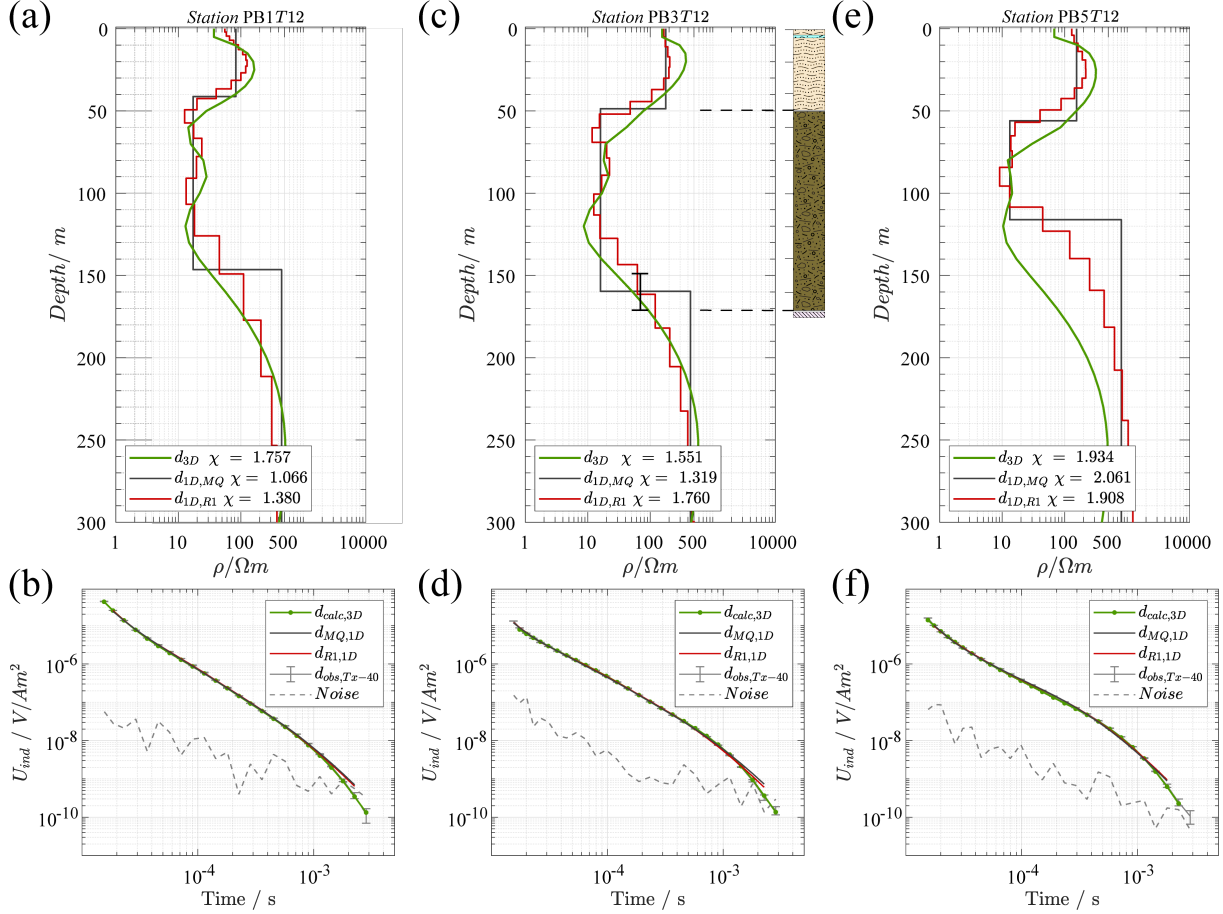 (a)
Station PB1T12
0
50
100
150
200
250
300
Depth/ m
d3D χ = 1.757
d1D,MQ χ = 1.066
d1D,R1 χ = 1.380
1 10 100 500 10000
ρ/Ωm
(c)
Station PB3T12
0
50
100
150
200
250
300
Depth/ m
d3D χ = 1.551
d1D,MQ χ = 1.319
d1D,R1 χ = 1.760
1 10 100 500 10000
ρ/Ωm
(e)
Station PB5T12
0
50
100
150
200
250
300
Depth/ m
d3D χ = 1.934
d1D,MQ χ = 2.061
d1D,R1 χ = 1.908
1 10 100 500 10000
ρ/Ωm
(b)
10-6
10-8
10-10
Uind / V/Am2
dcalc,3D
dMQ,1D
dR1,1D
dobs,Tx-40
Noise
10-4 10-3
Time / s
(d)
10-6
10-8
10-10
Uind / V/Am2
dcalc,3D
dMQ,1D
dR1,1D
dobs,Tx-40
Noise
10-4 10-3
Time / s
(f)
10-6
10-8
10-10
Uind / V/Am2
dcalc,3D
dMQ,1D
dR1,1D
dobs,Tx-40
Noise
10-4 10-3
Time / s